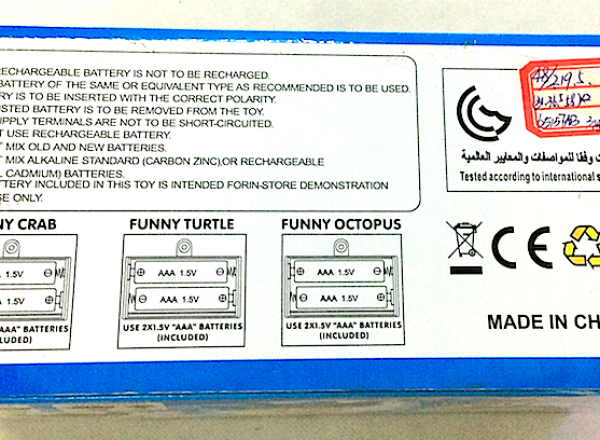 ECHARGEABLE BATTERY IS NOT TO BE RECHARGED.
BATTERY OF THE SAME OR EQUIVALENT TYPE AS RECOMMENDED IS TO BE USED.
RY IS TO BE INSERTED WITH THE CORRECT POLARITY.
USTED BATTERY IS TO BE REMOVED FROM THE TOY.
UPPLY TERMINALS ARE NOT TO BE SHORT-CIRCUITED.
T USE RECHARGEABLE BATTERY.
T MIX OLD AND NEW BATTERIES.
T MIX ALKALINE STANDARD (CARBON ZINC),OR RECHARGEABLE
L CADMIUM) BATTERIES.
TTERY INCLUDED IN THIS TOY IS INTENDED FORIN-STORE DEMONSTRATION
SE ONLY.
NY CRAB
AAA 1.5V
A 1.5V
"AAA" BATTERIES
UDED)
FUNNY TURTLE
AAA 1.5V
AAA 1.5V
USE 2X1.5V "AAA" BATTERIES
(INCLUDED)
FUNNY OCTOPUS
AAA 1.5V
AAA 1.5V
USE 2X1.5V "AAA" BATTERIES
(INCLUDED)
وفقا للمواصفات والمعايير العالمية
Tested according to international s
CE
MADE IN CH